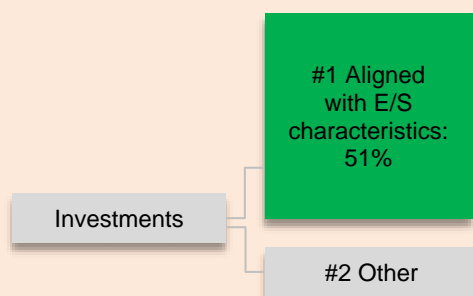 #1 Aligned
with E/S
characteristics:
51%
Investments
#2 Other